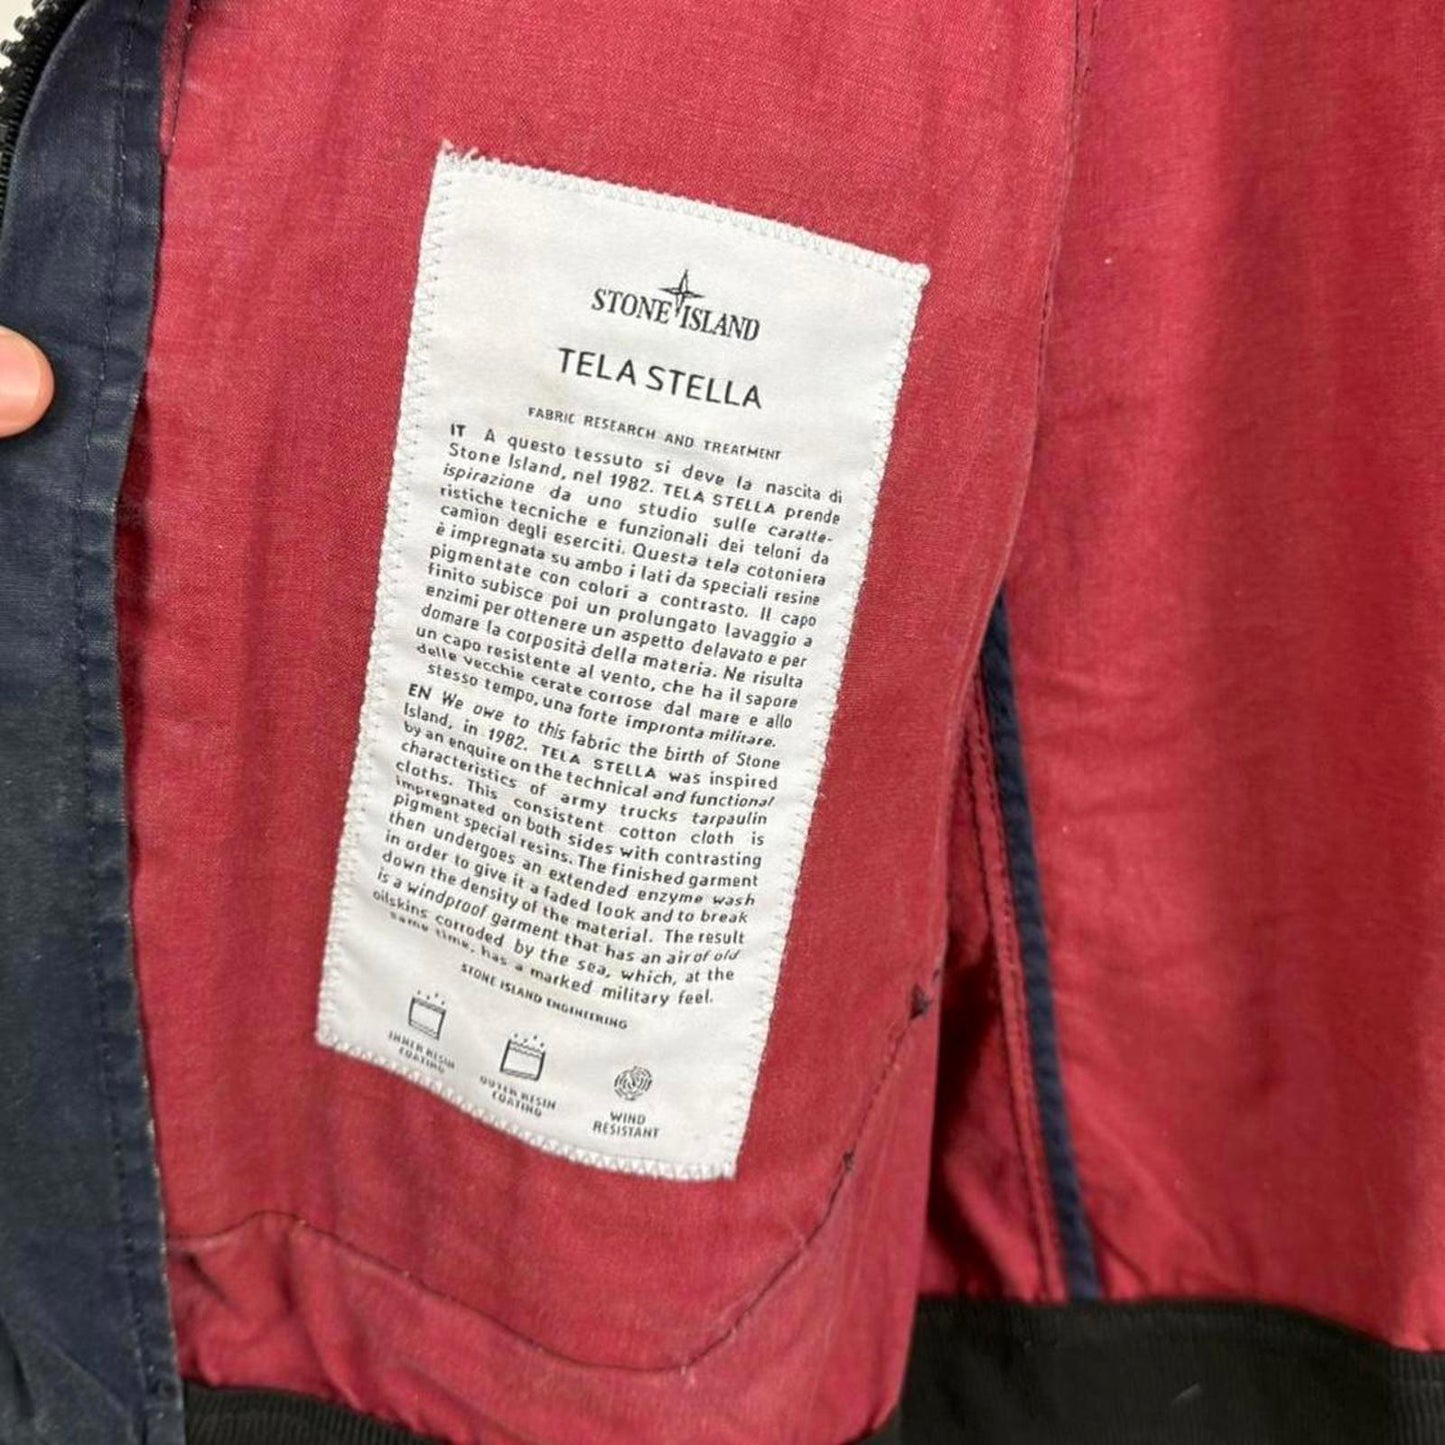 STONE ISLAND
TELA STELLA
FABRIC RESEARCH AND TREATMENT
IT A questo tessuto si deve la nascita di
Stone Island, nel 1982. TELA STELLA prende
ispirazione da uno studio sulle caratte-
ristiche tecniche e funzionali dei teloni da
camion degli eserciti. Questa tela cotoniera
è impregnata su ambo i lati da speciali resine
pigmentate con colori a contrasto. Il capo
finito subisce poi un prolungato lavaggio a
enzimi per ottenere un aspetto delavato e per
domare la corposità della materia. Ne risulta
un capo resistente al vento, che ha il sapore
delle vecchie cerate corrose dal mare e allo
stesso tempo, una forte impronta militare.
EN We owe to this fabric the birth of Stone
Island, in 1982. TELA STELLA was inspired
by an enquire on the technical and functional
characteristics of army trucks tarpaulin
cloths. This consistent cotton cloth is
impregnated on both sides with contrasting
pigment special resins. The finished garment
then undergoes an extended enzyme wash
in order to give it a faded look and to break
down the density of the material. The result
is a windproof garment that has an air of old
oilskins corroded by the sea, which, at the
same time, has a marked military feel.
STONE ISLAND ENGINEERING
INNER RESIN
COATING
OUTER RESIN
COATING
WIND
RESISTANT